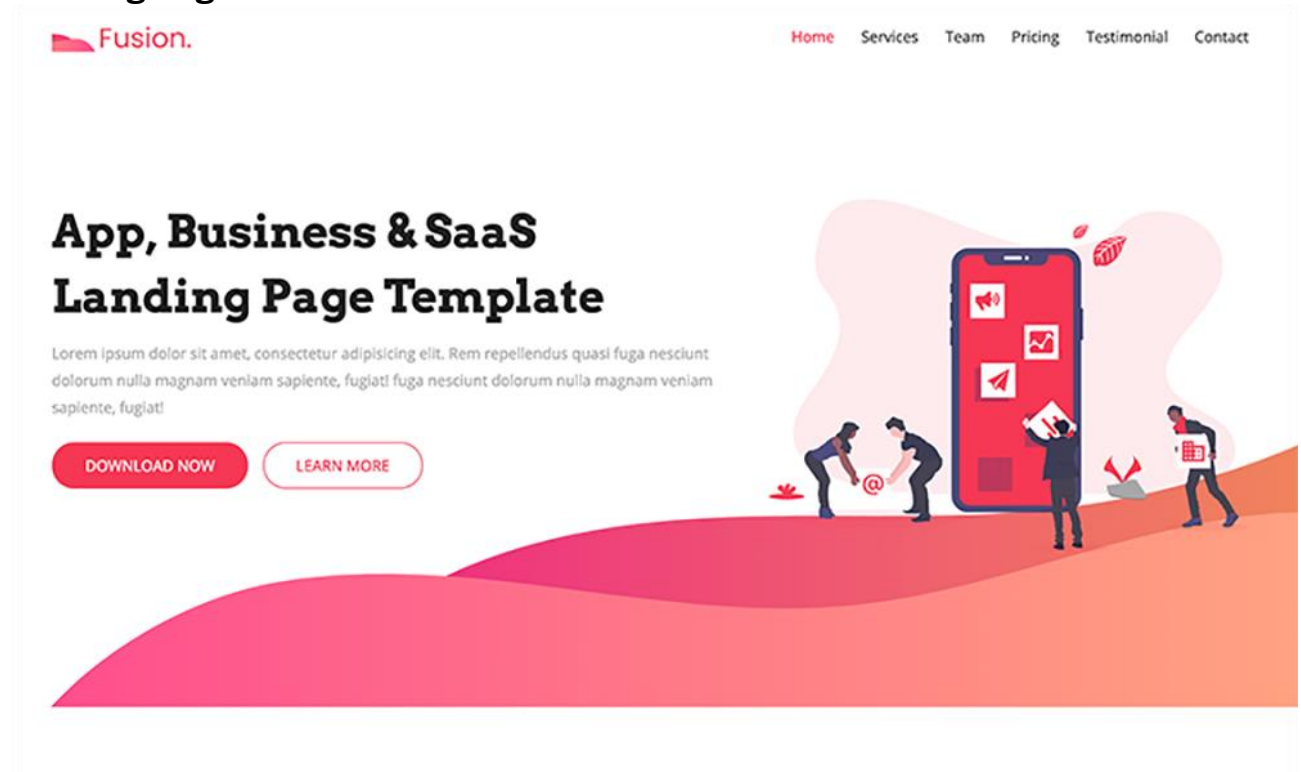 Fusion.
Home Services Team Pricing Testimonial Contact
App, Business & SaaS
Landing Page Template
Lorem ipsum dolor sit amet, consectetur adipisicing elit. Rem repellendus quasi fuga nesciunt
dolorum nulla magnam veniam sapiente, fugiat! fuga nesciunt dolorum nulla magnam veniam
sapiente, fugiat!
DOWNLOAD NOW LEARN MORE
@